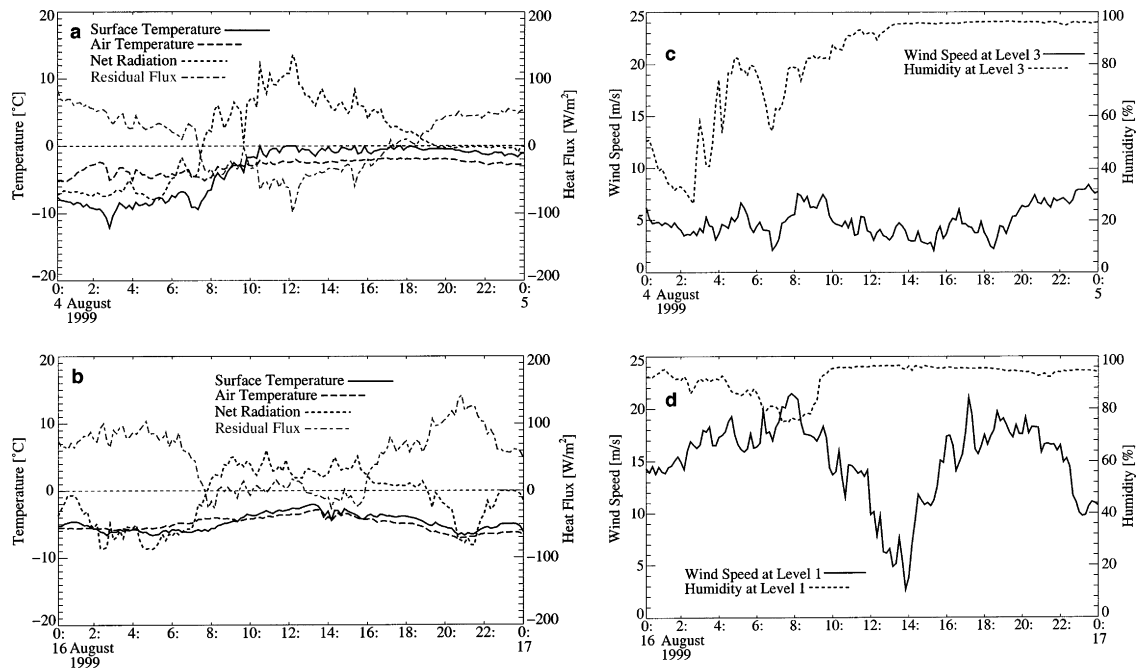 a
Surface Temperature
Air Temperature
Net Radiation
Residual Flux
20
10
0
−10
−20
200
100
0
−100
−200
Temperature [°C]
Heat Flux [W/m²]
0: 2: 4: 6: 8: 10: 12: 14: 16: 18: 20: 22: 0:
4 August 5
1999
c
Wind Speed at Level 3
Humidity at Level 3
25
20
15
10
5
0
100
80
60
40
20
0
Wind Speed [m/s]
Humidity [%]
0: 2: 4: 6: 8: 10: 12: 14: 16: 18: 20: 22: 0:
4 August 5
1999
b
Surface Temperature
Air Temperature
Net Radiation
Residual Flux
20
10
0
−10
−20
200
100
0
−100
−200
Temperature [°C]
Heat Flux [W/m²]
0: 2: 4: 6: 8: 10: 12: 14: 16: 18: 20: 22: 0:
16 August 17
1999
d
Wind Speed at Level 1
Humidity at Level 1
25
20
15
10
5
0
100
80
60
40
20
0
Wind Speed [m/s]
Humidity [%]
0: 2: 4: 6: 8: 10: 12: 14: 16: 18: 20: 22: 0:
16 August 17
1999